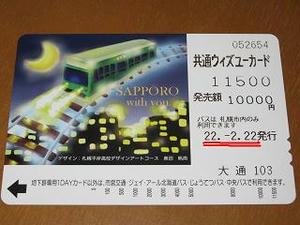 052654
共通ウィズユーカード
11500
発売額 10000円
バスは 札幌市内のみ
利用できます
22.-2.22発行
大通 103
SAPPORO
with you
デザイン:札幌平岸高校デザインアートコース
地下鉄専用1DAYカード以外は、市営交通・ジェイ・アール北海道バス・じょうてつバス・中央バスで利用できます。